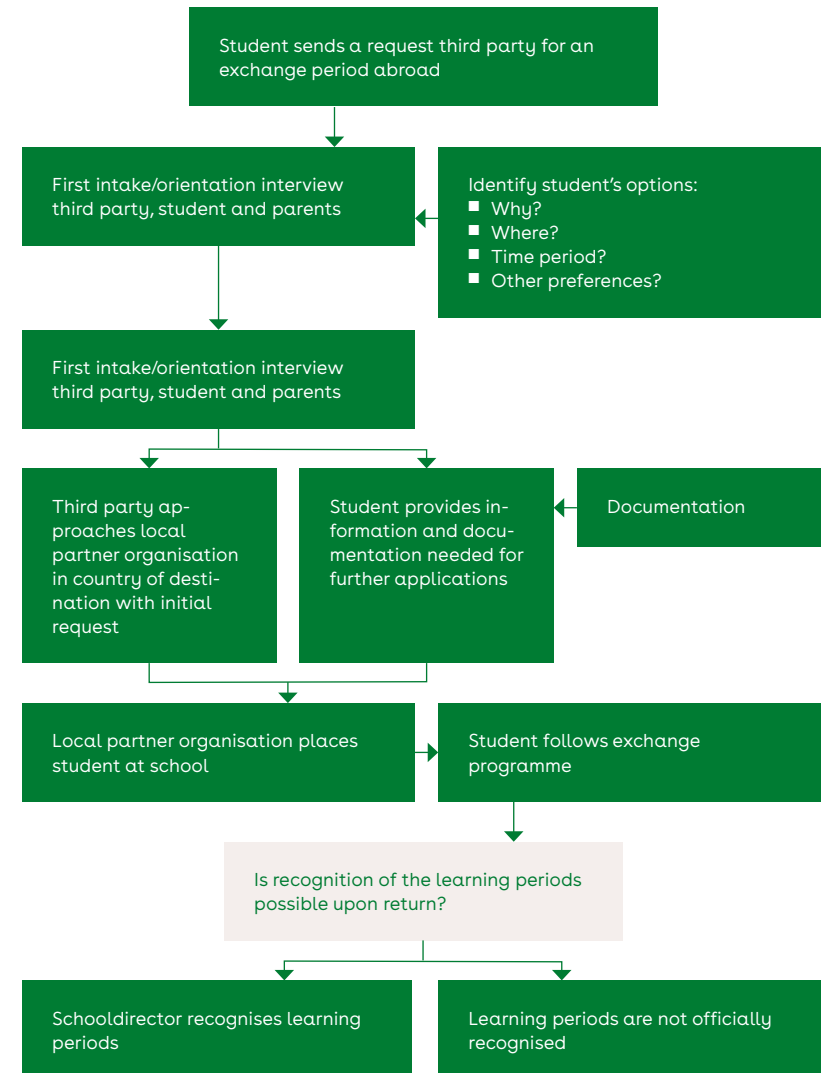 Student sends a request third party for an
exchange period abroad
First intake/orientation interview
third party, student and parents
Identify student's options:
Why?
Where?
Time period?
Other preferences?
First intake/orientation interview
third party, student and parents
Third party ap-
proaches local
partner organisation
in country of desti-
nation with initial
request
Student provides in-
formation and docu-
mentation needed for
further applications
Documentation
Local partner organisation places
student at school
Student follows exchange
programme
Is recognition of the learning periods
possible upon return?
Schooldirector recognises learning
periods
Learning periods are not officially
recognised